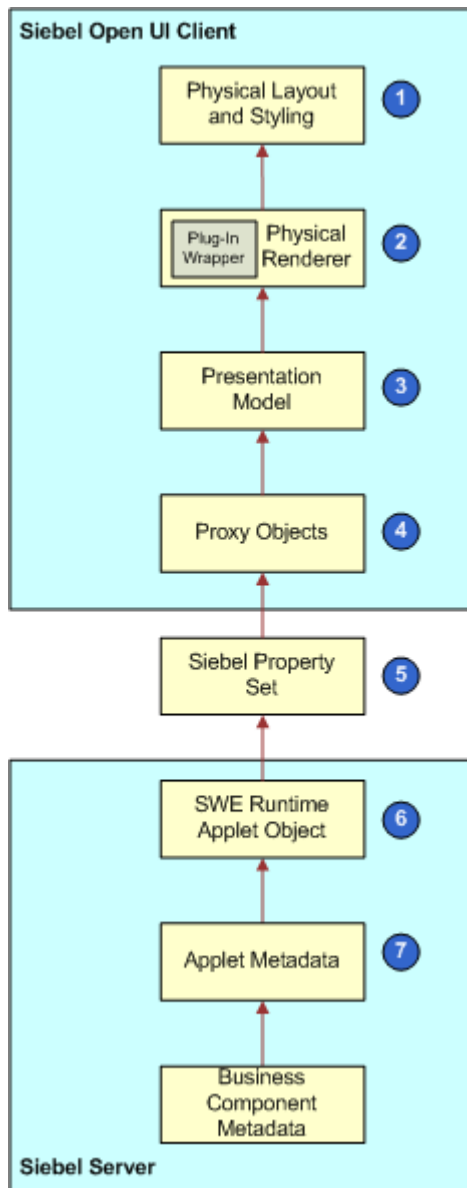 Siebel Open UI Client
Physical Layout
and Styling
1
Plug-In
Wrapper
Physical
Renderer
2
Presentation
Model
3
Proxy Objects
4
Siebel Property
Set
5
SWE Runtime
Applet Object
6
Applet Metadata
7
Business
Component
Metadata
Siebel Server